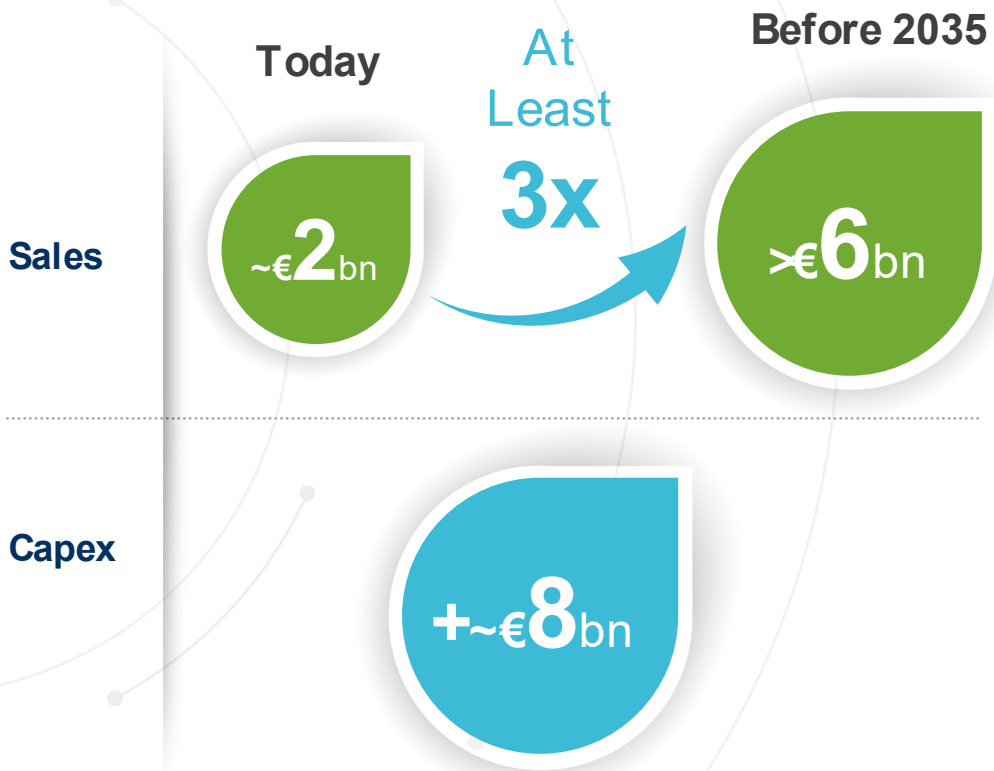 Today
At
Least
3x
Before 2035
Sales
~€2bn
>€6bn
Capex
+~€8bn